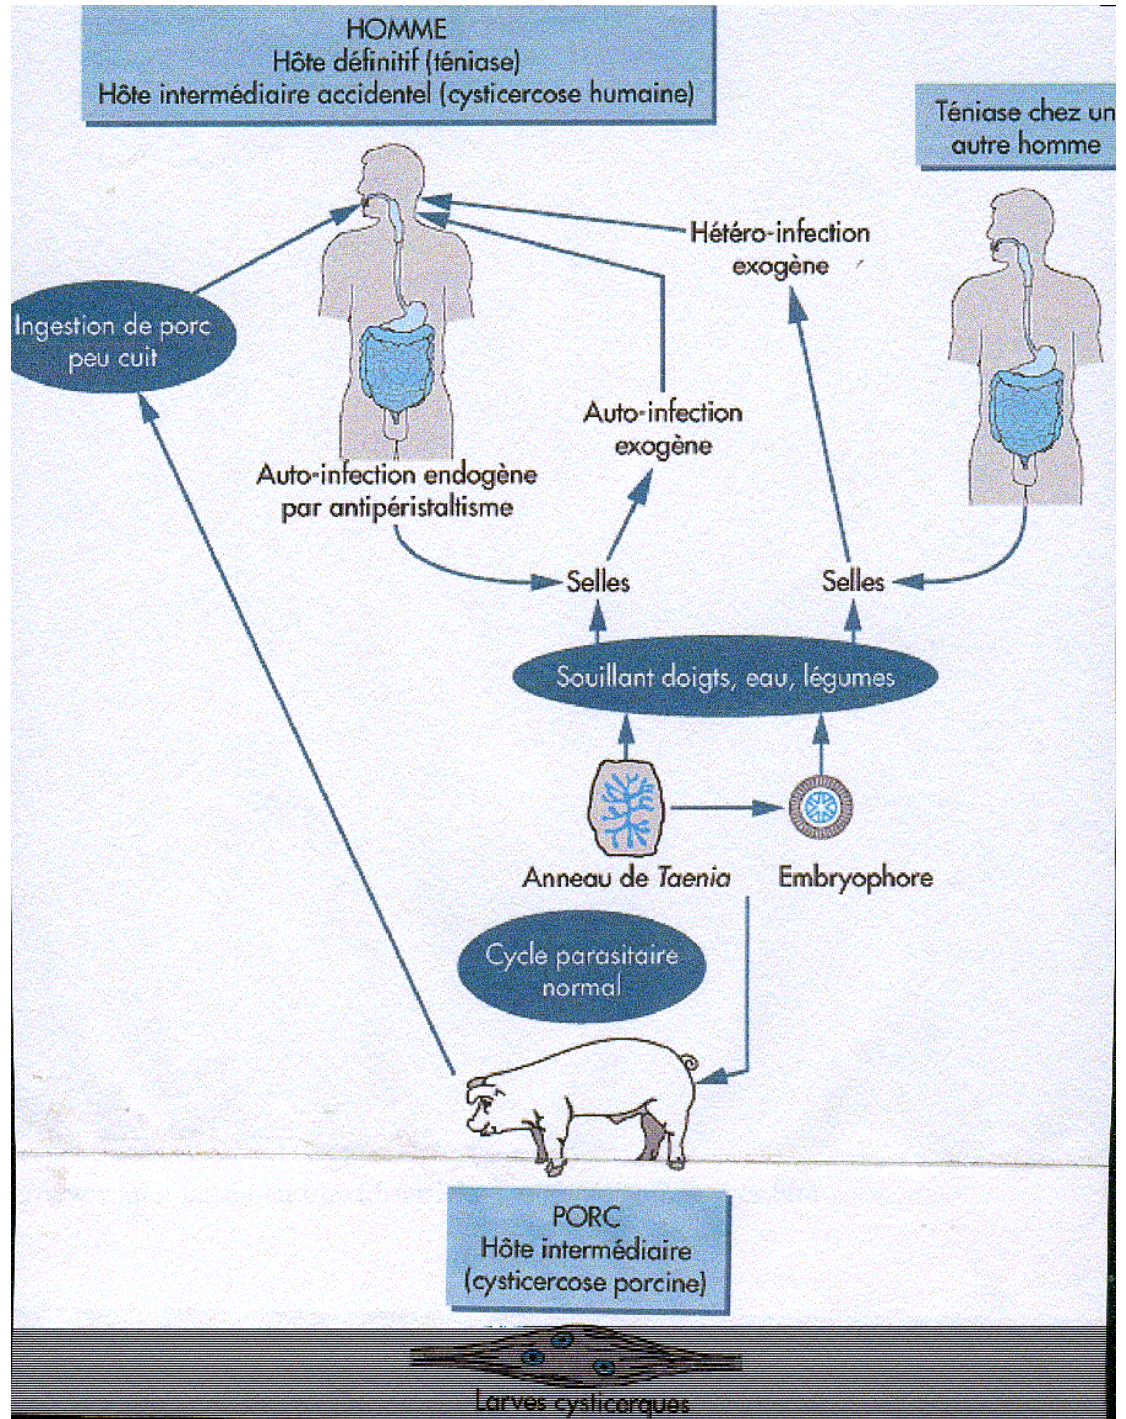 HOMME
Hôte définitif (téniase)
Hôte intermédiaire accidentel (cysticercose humaine)
Téniase chez un
autre homme
Hétéro-infection
exogène
Ingestion de porc
peu cuit
Auto-infection
exogène
Auto-infection endogène
par antipéristaltisme
Selles
Selles
Souillant doigts, eau, légumes
Anneau de Taenia
Embryophore
Cycle parasitaire
normal
PORC
Hôte intermédiaire
(cysticercose porcine)
Larves cysticerques